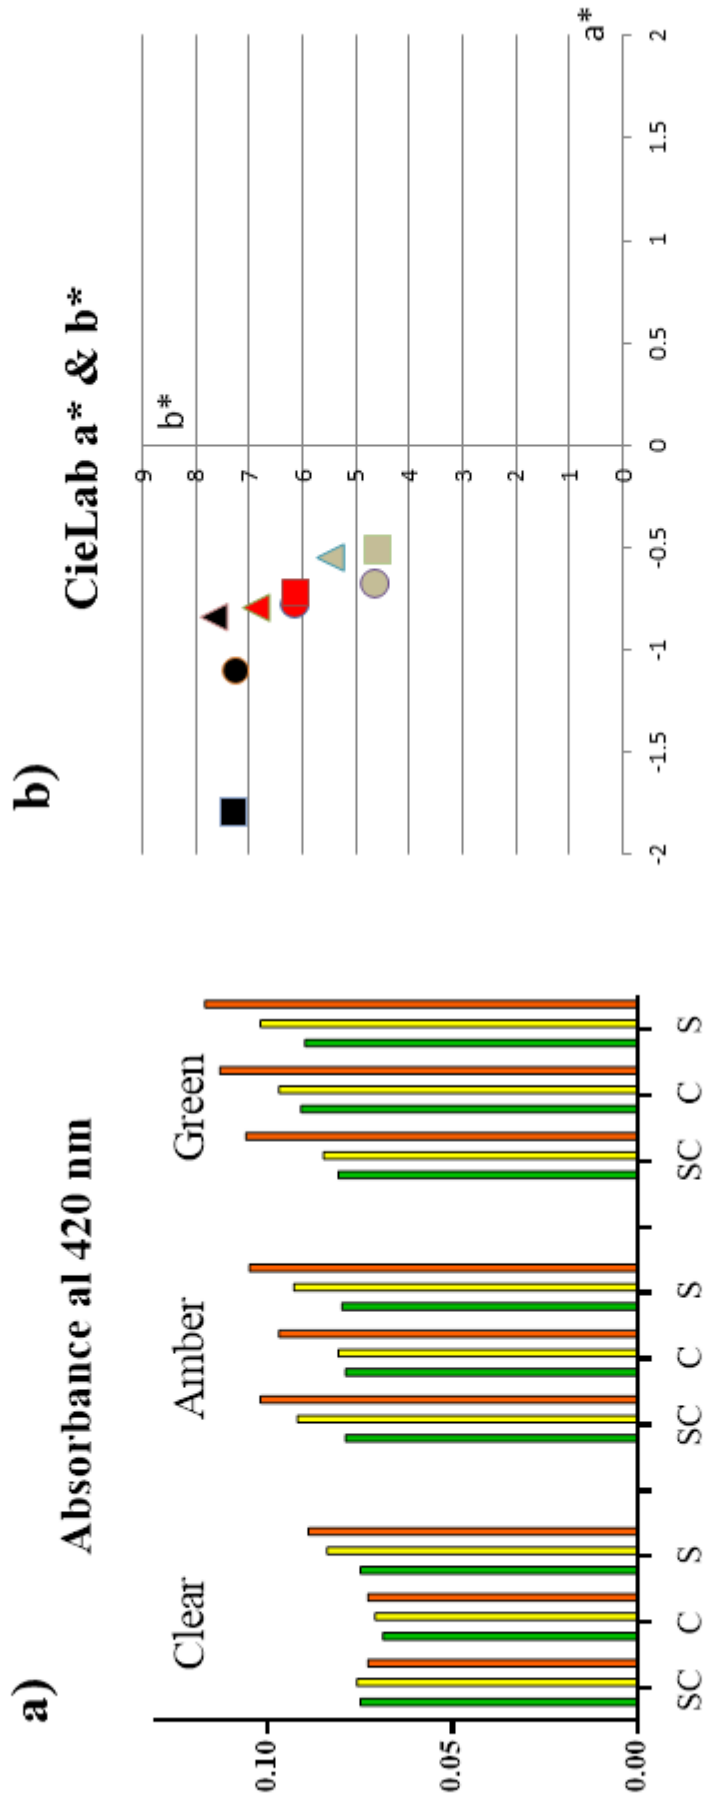 a)
Absorbance al 420 nm
Clear
Amber
Green
0.10
0.05
0.00
SC
C
S
SC
C
S
SC
C
S
b)
CieLab a* & b*
b*
9
8
7
6
5
4
3
2
1
0
-2
-1.5
-1
-0.5
0
0.5
1
1.5
2
a*